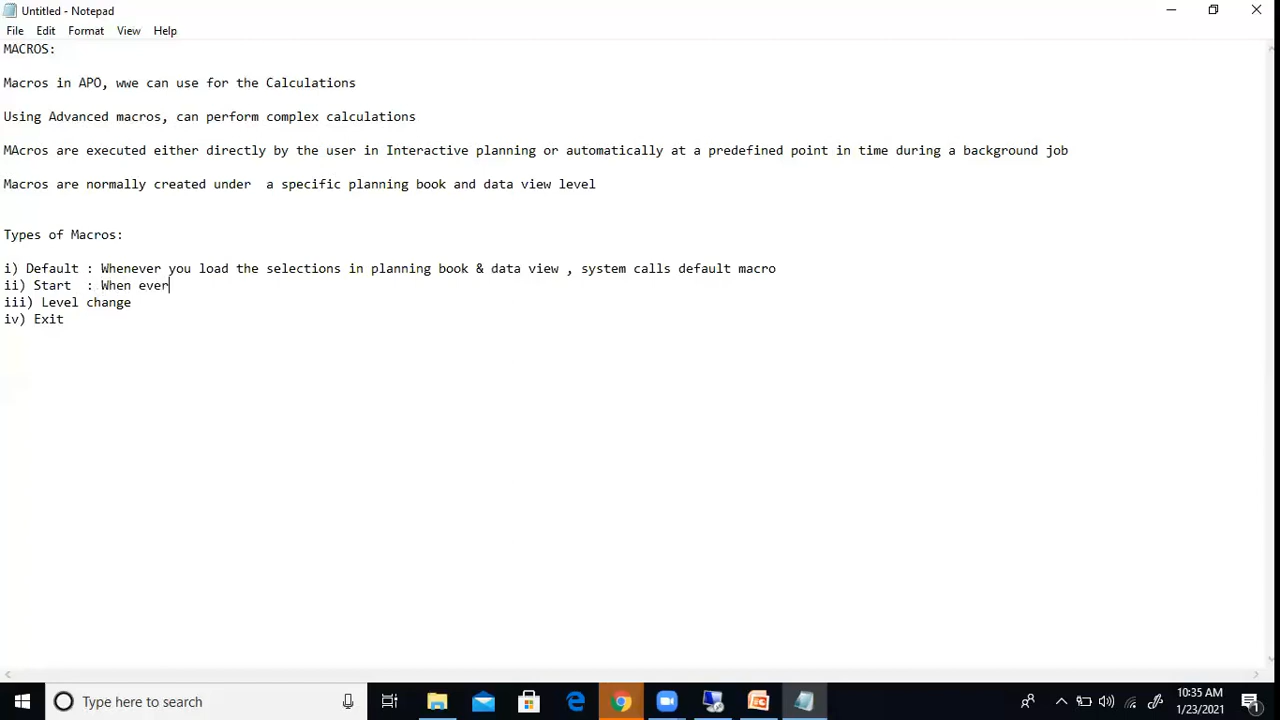 Untitled - Notepad
File Edit Format View Help
MACROS:
Macros in APO, wwe can use for the Calculations
Using Advanced macros, can perform complex calculations
MAcros are executed either directly by the user in Interactive planning or automatically at a predefined point in time during a background job
Macros are normally created under  a specific planning book and data view level
Types of Macros:
i) Default : Whenever you load the selections in planning book & data view , system calls default macro
ii) Start  : When ever
iii) Level change
iv) Exit
Type here to search
10:35 AM
1/23/2021
1